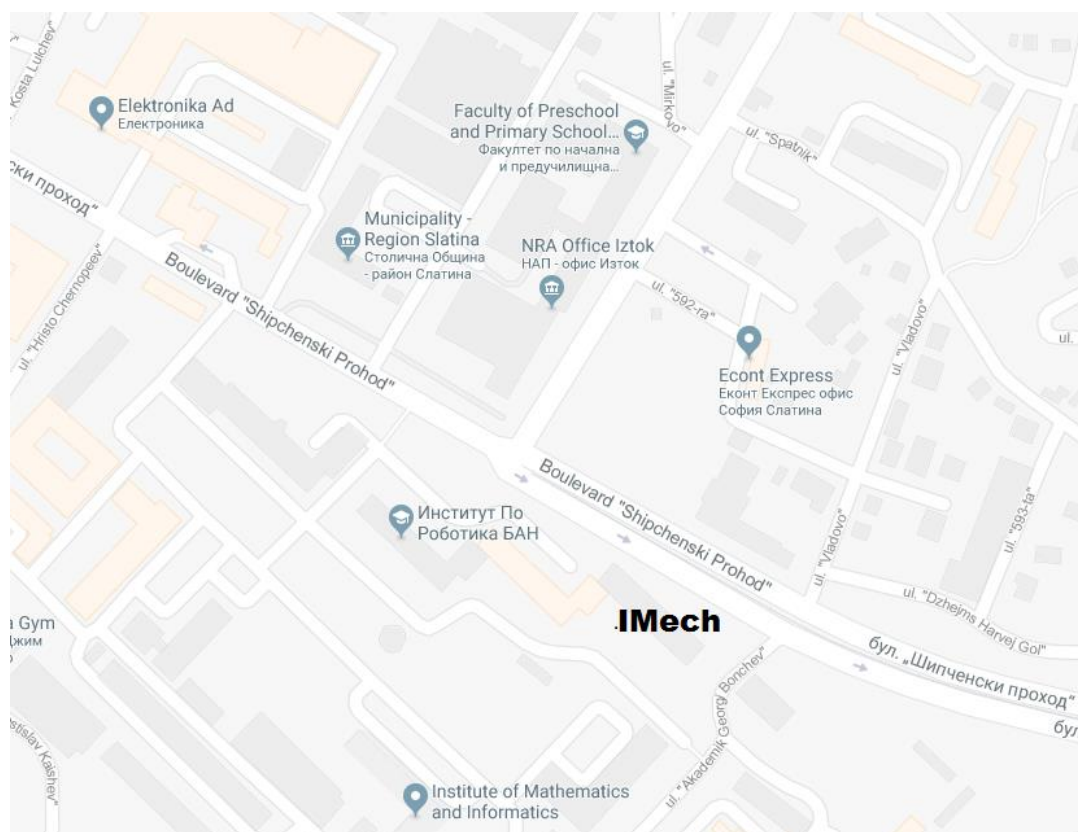 Kosta Lulchev"
Elektronika Ad
Електроника
ски проход"
ul. "Hristo Chernopeev"
Municipality -
Region Slatina
Столична Община
- район Слатина
Boulevard "Shipchenski Prohod"
Faculty of Preschool
and Primary School...
Факултет по начална
и предучилищна...
ul. "Mirkovo"
ul. "Spatnik"
NRA Office Iztok
НАП - офис Изток
ul. "592-ra"
Econt Express
Еконт Експрес офис
София Слатина
ul. "Vladovo"
ul.
Boulevard "Shipchenski Prohod"
ul. "Vladovo"
ul. "593-ta"
ul. "Dzhejms Harvej Gol"
Институт По
Роботика БАН
.IMech
бул. „Шипченски проход“
бул
a Gym
Джим
ul. "Akademik Georgi Bonchev"
Institute of Mathematics
and Informatics
stislav Kaishev"